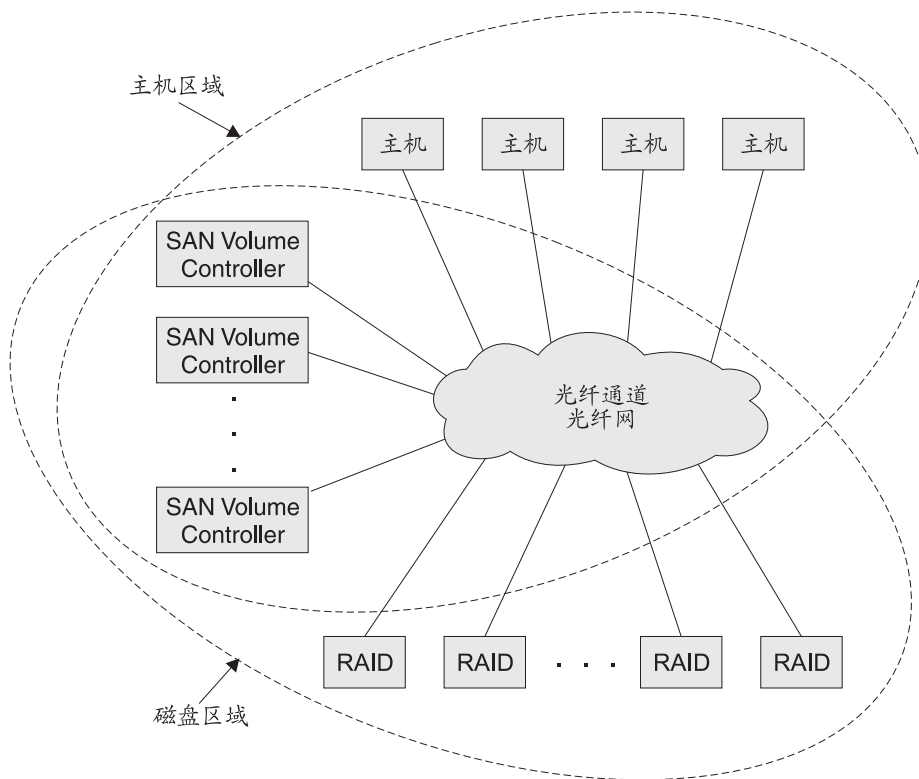 主机区域
主机
主机
主机
主机
SAN Volume
Controller
SAN Volume
Controller
.
.
.
SAN Volume
Controller
光纤通道
光纤网
RAID
RAID
. . . .
RAID
RAID
磁盘区域